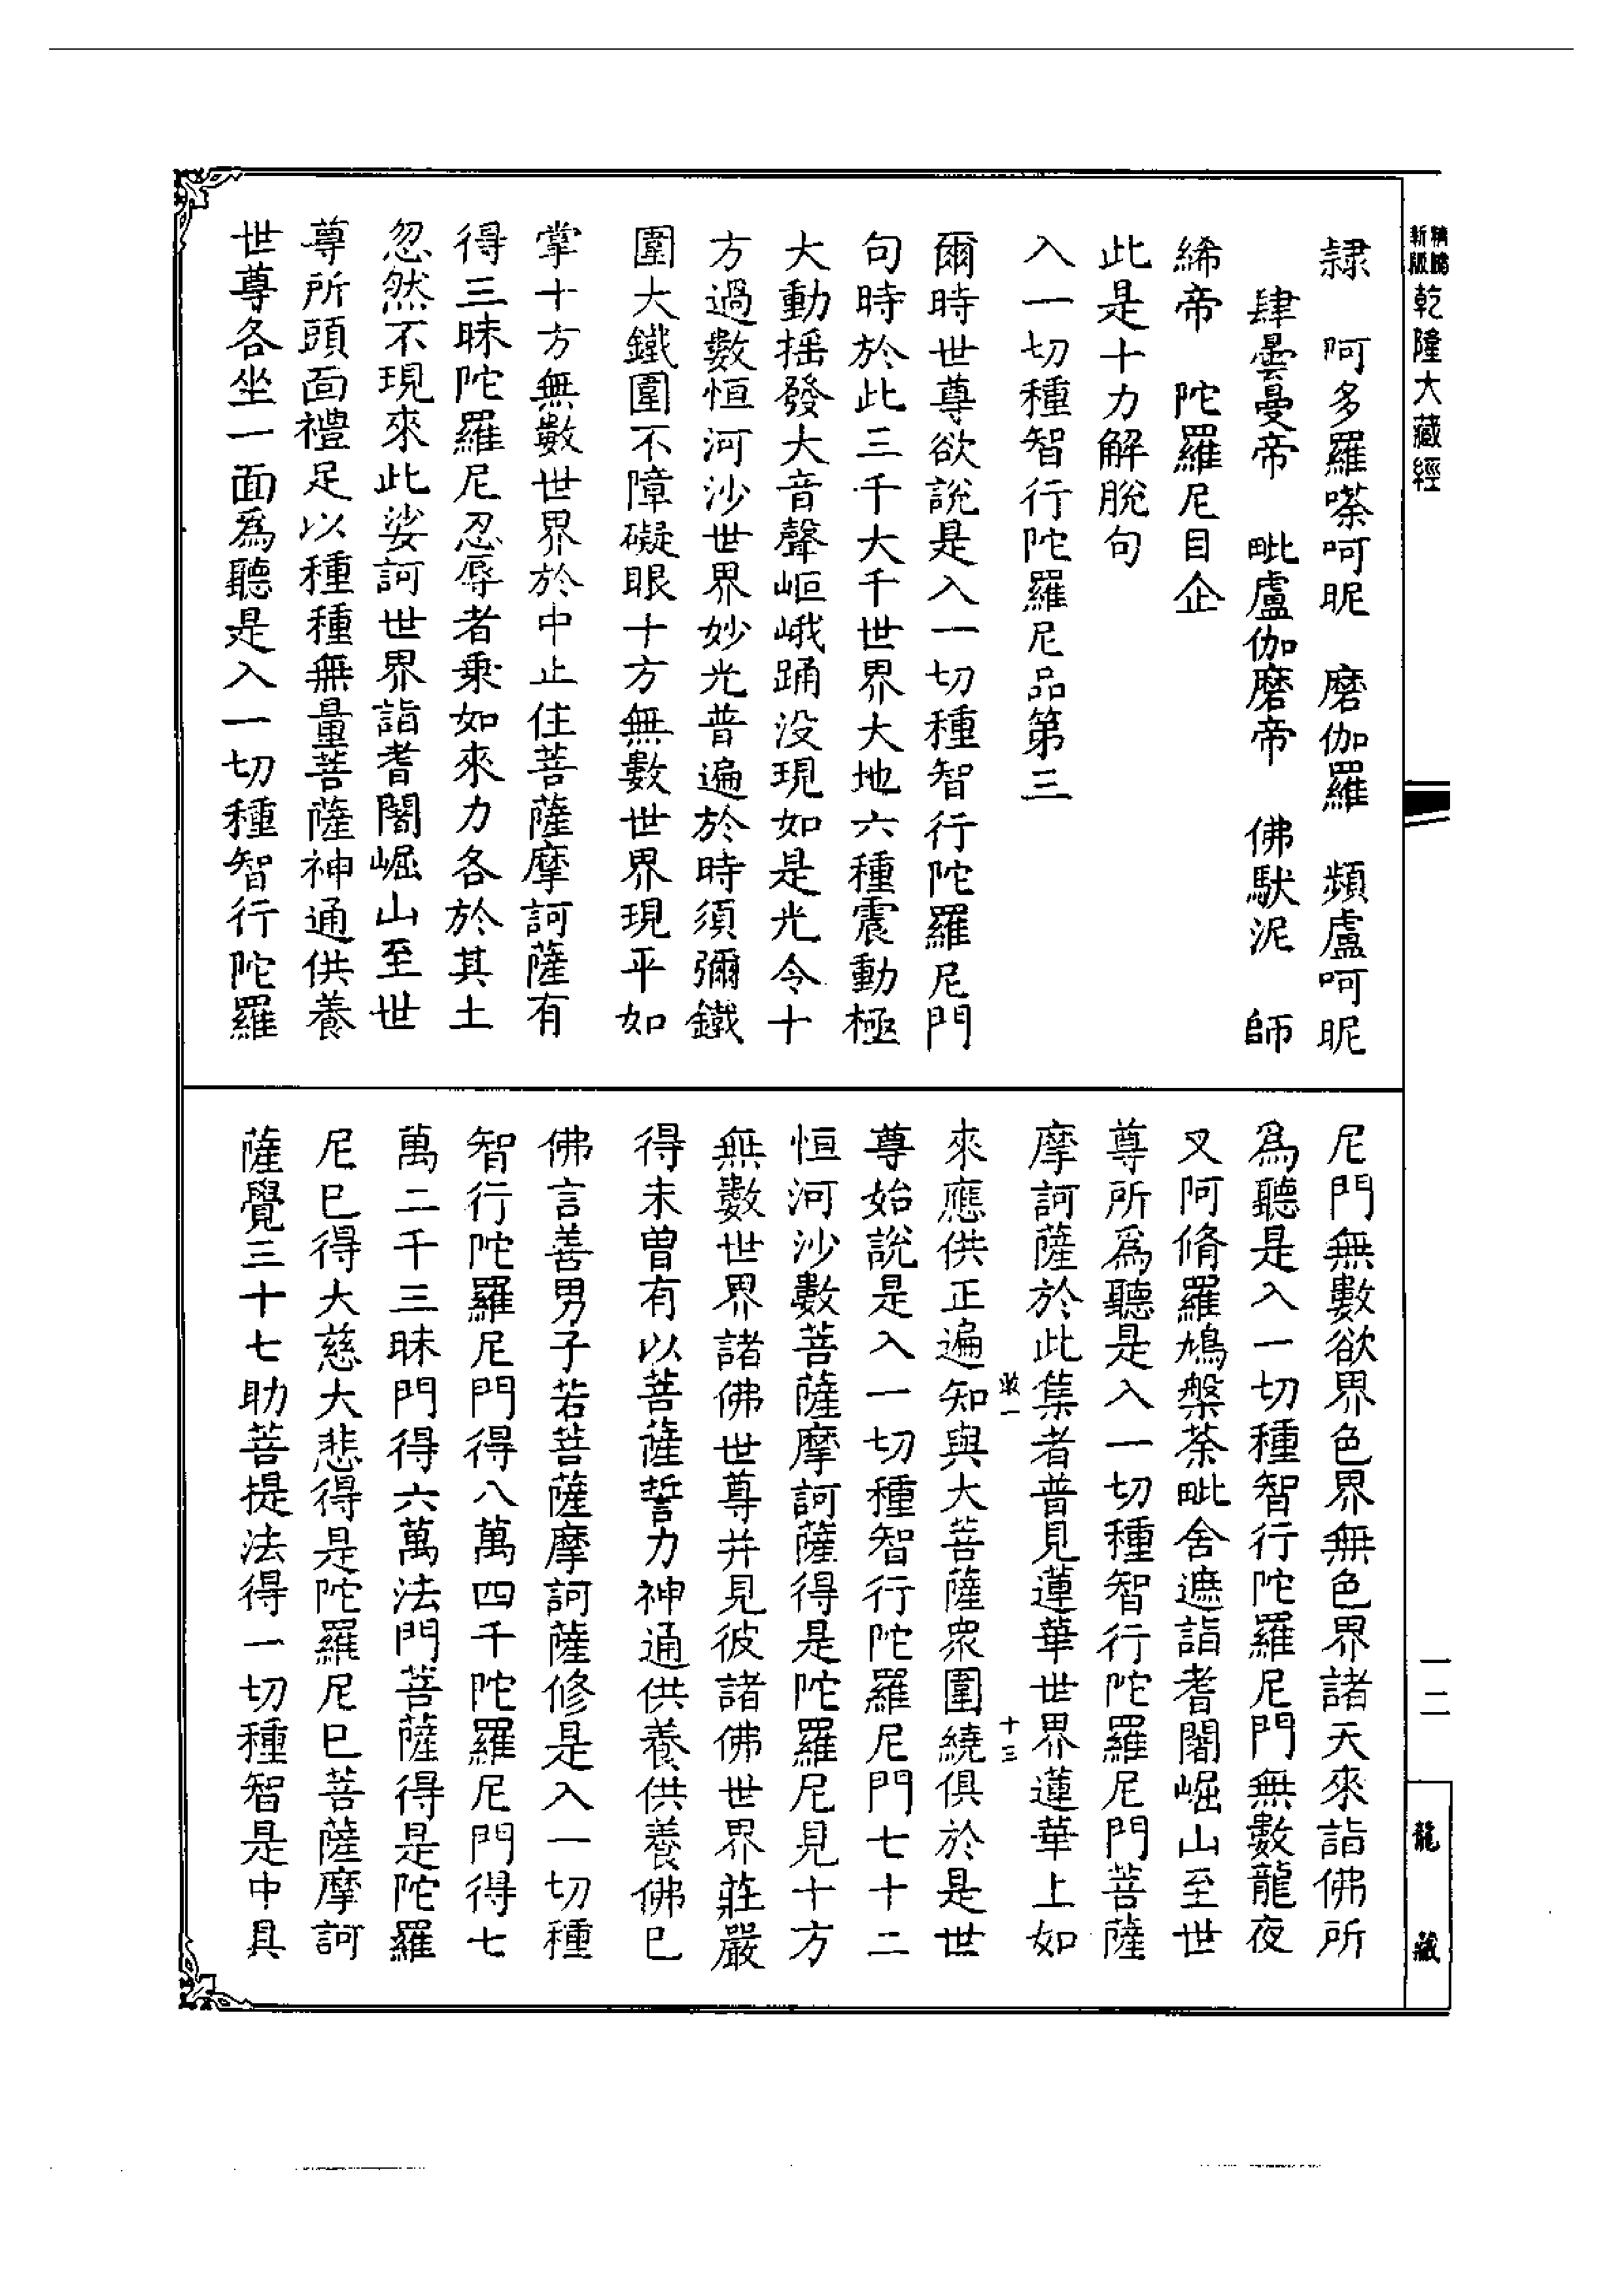 新版
精縮
乾隆大藏經
隷　阿多羅㗚呵昵　磨伽羅　頻盧呵昵
肆曇曼帝　毗盧伽磨帝　佛馱泥　師
絺帝　陀羅尼目企
此是十力解脫句
入一切種智行陀羅尼品第三
爾時世尊欲說是入一切種智行陀羅尼門
句時於此三千大千世界大地六種震動極
大動揺發大音聲嶇峨踊没現如是光令十
方過數恒河沙世界妙光普遍於時須彌鐵
圍大鐵圍不障礙眼十方無數世界現平如
掌十方無數世界於中止住菩薩摩訶薩有
得三昧陀羅尼忍辱者乗如來力各於其土
忽然不現來此娑訶世界詣耆闍崛山至世
尊所頭面禮足以種種無量菩薩神通供養
世尊各坐一面爲聽是入一切種智行陀羅
尼門無數欲界色界無色界諸天來詣佛所
爲聽是入一切種智行陀羅尼門無數龍夜
叉阿脩羅鳩槃荼毗舍遮詣耆闍崛山至世
尊所爲聽是入一切種智行陀羅尼門菩薩
摩訶薩於此集者普見蓮華世界蓮華上如
十三
來應供正遍知與大菩薩衆圍繞俱於是世
尊始說是入一切種智行陀羅尼門七十二
恒河沙數菩薩摩訶薩得是陀羅尼見十方
無數世界諸佛世尊并見彼諸佛世界莊嚴
得未曾有以菩薩誓力神通供養供養佛已
佛言善男子若菩薩摩訶薩修是入一切種
智行陀羅尼門得八萬四千陀羅尼門得七
萬二千三昧門得六萬法門菩薩得是陀羅
尼已得大慈大悲得是陀羅尼已菩薩摩訶
薩覺三十七助菩提法得一切種智是中具
一二
龍藏